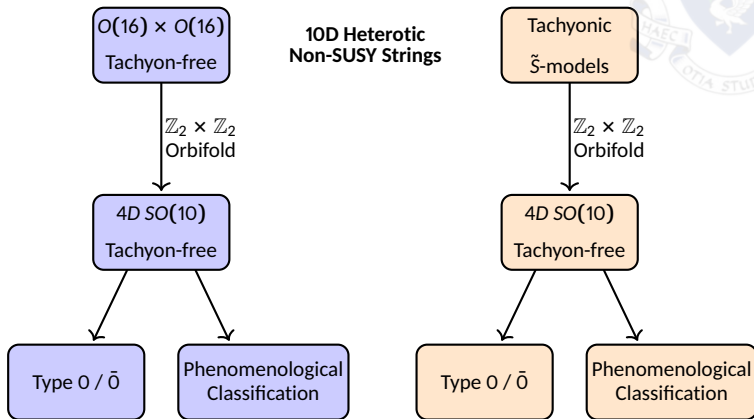 O(16) × O(16)
Tachyon-free
10D Heterotic
Non-SUSY Strings
Tachyonic
S̃-models
ℤ₂ × ℤ₂
Orbifold
ℤ₂ × ℤ₂
Orbifold
4D SO(10)
Tachyon-free
4D SO(10)
Tachyon-free
Type 0 / 0̄
Phenomenological
Classification
Type 0 / 0̄
Phenomenological
Classification